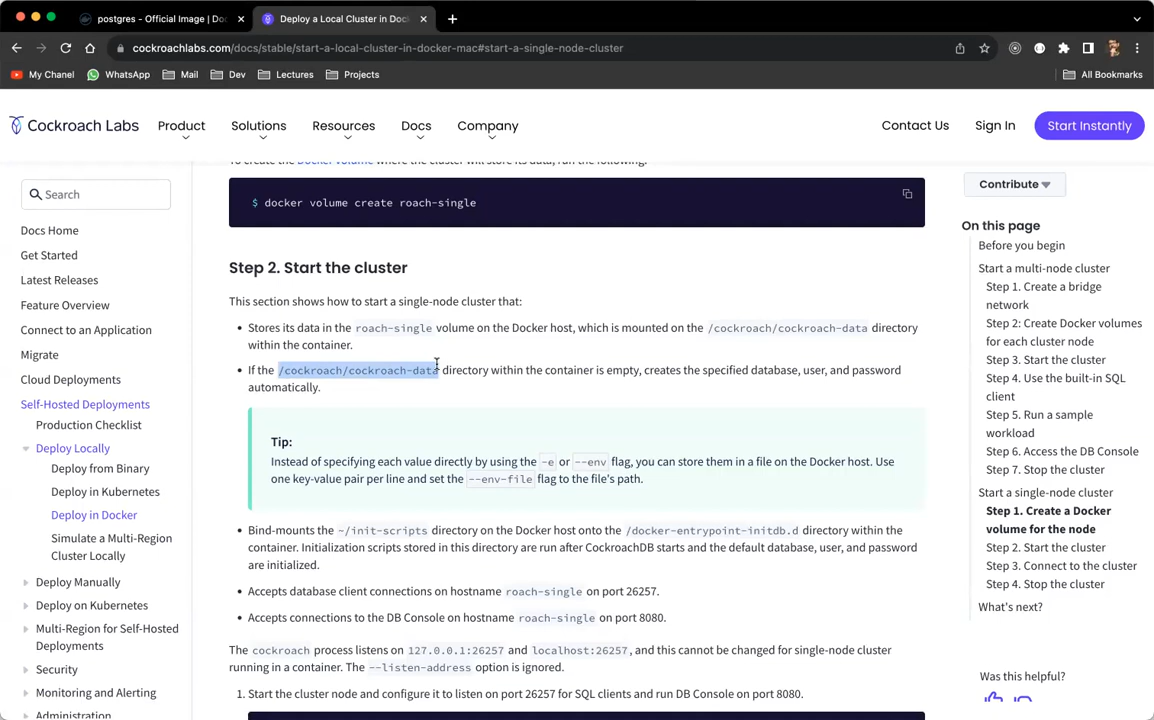 postgres - Official Image | Doc
Deploy a Local Cluster in Dock
cockroachlabs.com/docs/stable/start-a-local-cluster-in-docker-mac#start-a-single-node-cluster
My Chanel
WhatsApp
Mail
Dev
Lectures
Projects
All Bookmarks
Cockroach Labs
Product
Solutions
Resources
Docs
Company
Contact Us
Sign In
Start Instantly
Search
Docs Home
Get Started
Latest Releases
Feature Overview
Connect to an Application
Migrate
Cloud Deployments
Self-Hosted Deployments
Production Checklist
Deploy Locally
Deploy from Binary
Deploy in Kubernetes
Deploy in Docker
Simulate a Multi-Region
Cluster Locally
Deploy Manually
Deploy on Kubernetes
Multi-Region for Self-Hosted
Deployments
Security
Monitoring and Alerting
Administration
To create the Docker volume where the cluster will store its data, run the following:
$ docker volume create roach-single
Step 2. Start the cluster
This section shows how to start a single-node cluster that:
• Stores its data in the roach-single volume on the Docker host, which is mounted on the /cockroach/cockroach-data directory
within the container.
• If the /cockroach/cockroach-data directory within the container is empty, creates the specified database, user, and password
automatically.
Tip:
Instead of specifying each value directly by using the -e or --env flag, you can store them in a file on the Docker host. Use
one key-value pair per line and set the --env-file flag to the file's path.
• Bind-mounts the ~/init-scripts directory on the Docker host onto the /docker-entrypoint-initdb.d directory within the
container. Initialization scripts stored in this directory are run after CockroachDB starts and the default database, user, and password
are initialized.
• Accepts database client connections on hostname roach-single on port 26257.
• Accepts connections to the DB Console on hostname roach-single on port 8080.
The cockroach process listens on 127.0.0.1:26257 and localhost:26257, and this cannot be changed for single-node cluster
running in a container. The --listen-address option is ignored.
1. Start the cluster node and configure it to listen on port 26257 for SQL clients and run DB Console on port 8080.
Contribute
On this page
Before you begin
Start a multi-node cluster
Step 1. Create a bridge
network
Step 2: Create Docker volumes
for each cluster node
Step 3. Start the cluster
Step 4. Use the built-in SQL
client
Step 5. Run a sample
workload
Step 6. Access the DB Console
Step 7. Stop the cluster
Start a single-node cluster
Step 1. Create a Docker
volume for the node
Step 2. Start the cluster
Step 3. Connect to the cluster
Step 4. Stop the cluster
What's next?
Was this helpful?